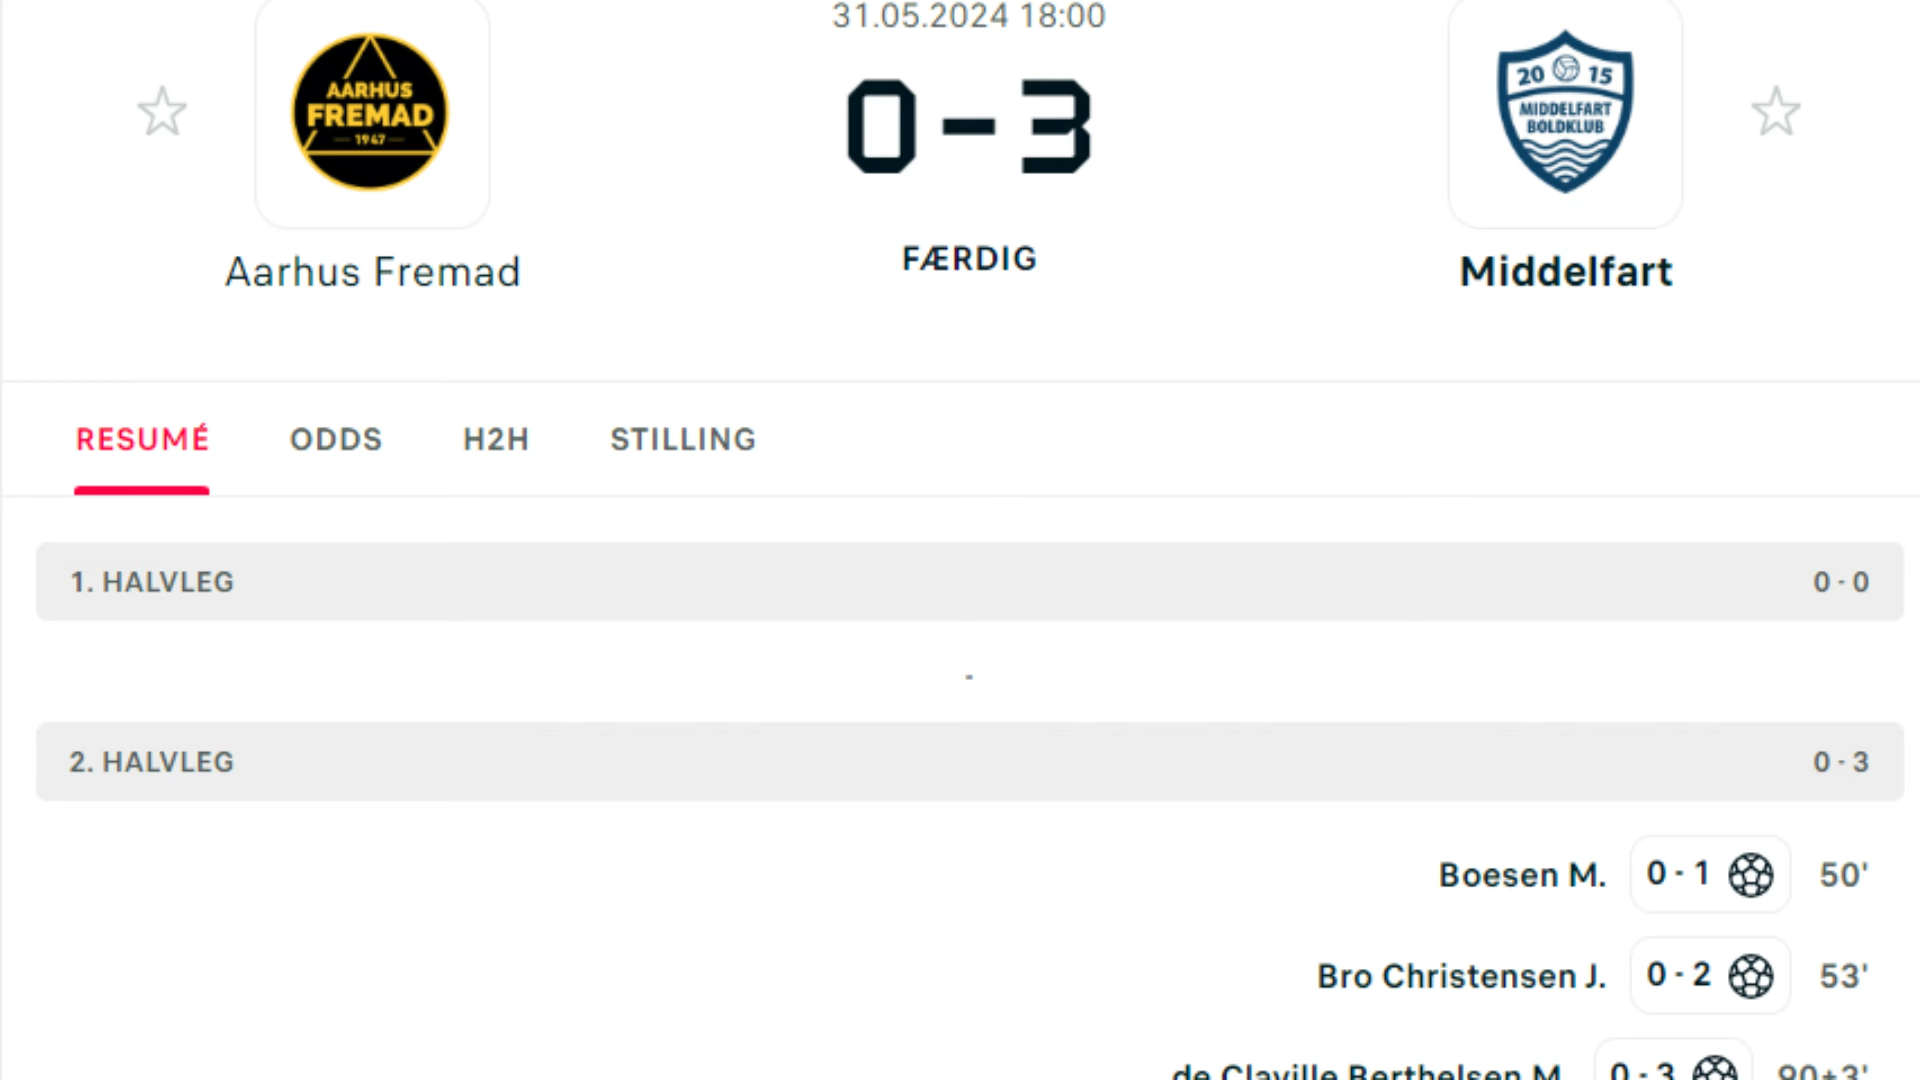 31.05.2024 18:00
AARHUS
FREMAD
1947
0 - 3
20 15
MIDDELFART
BOLDKLUB
FÆRDIG
Aarhus Fremad
Middelfart
RESUMÉ ODDS H2H STILLING
1. HALVLEG 0 - 0
-
2. HALVLEG 0 - 3
Boesen M. 0 - 1 50'
Bro Christensen J. 0 - 2 53'
de Claville Berthelsen M. 0 - 3 90+3'